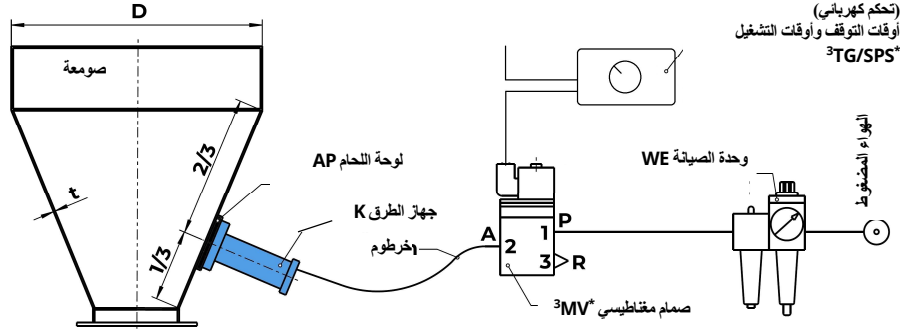 D
(تحكم كهربائي)
أوقات التوقف وأوقات التشغيل
³TG/SPS*
صومعة
2/3
t
1/3
لوحة اللحام AP
جهاز الطرق K
خرطوم
وحدة الصيانة WE
الهواء المضغوط
A
2
1
P
3
R
صمام مغناطيسي ³MV*